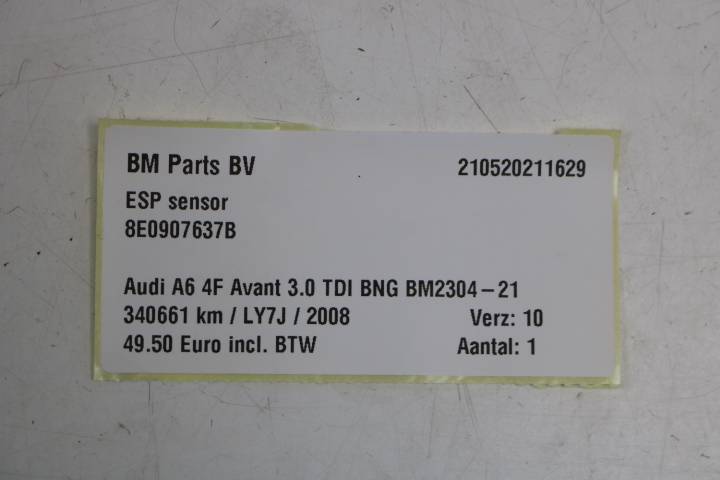 BM Parts BV 210520211629
ESP sensor
8E0907637B
Audi A6 4F Avant 3.0 TDI BNG BM2304-21
340661 km / LY7J / 2008 Verz: 10
49.50 Euro incl. BTW Aantal: 1